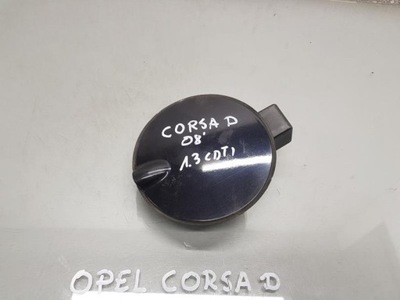 CORSA D
08'
1.3 CDTI
OPEL CORSA D